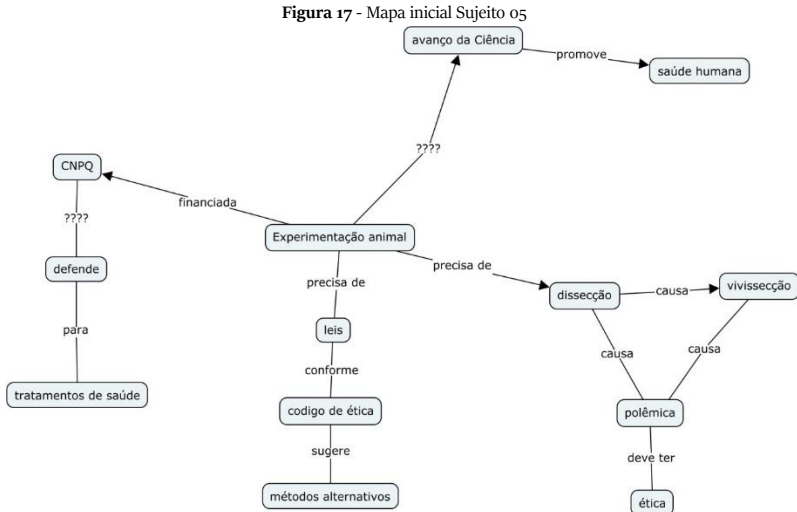 Figura 17 - Mapa inicial Sujeito 05
avanço da Ciência
promove
saúde humana
????
CNPQ
financiada
????
Experimentação animal
defende
precisa de
precisa de
dissecção
causa
vivissecção
para
leis
conforme
causa
causa
tratamentos de saúde
codigo de ética
polêmica
sugere
deve ter
métodos alternativos
ética